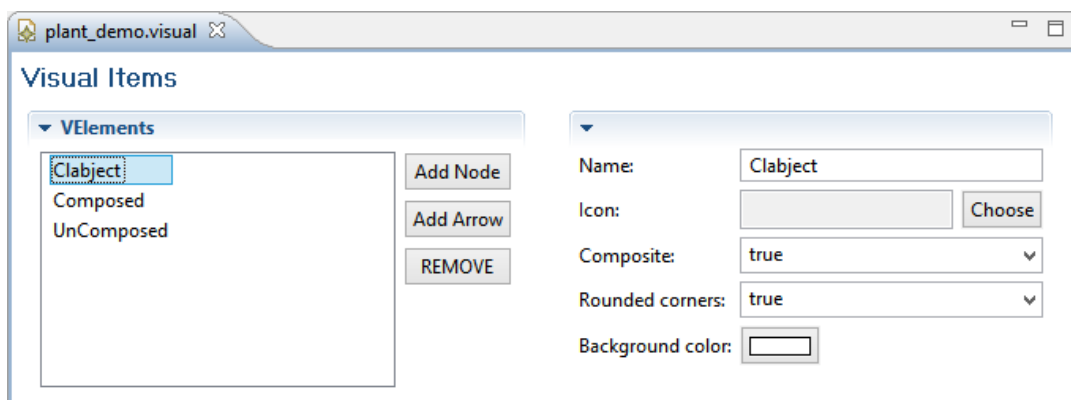 plant_demo.visual
Visual Items
VElements
Clabject
Composed
UnComposed
Add Node
Add Arrow
REMOVE
Name: Clabject
Icon: Choose
Composite: true
Rounded corners: true
Background color: